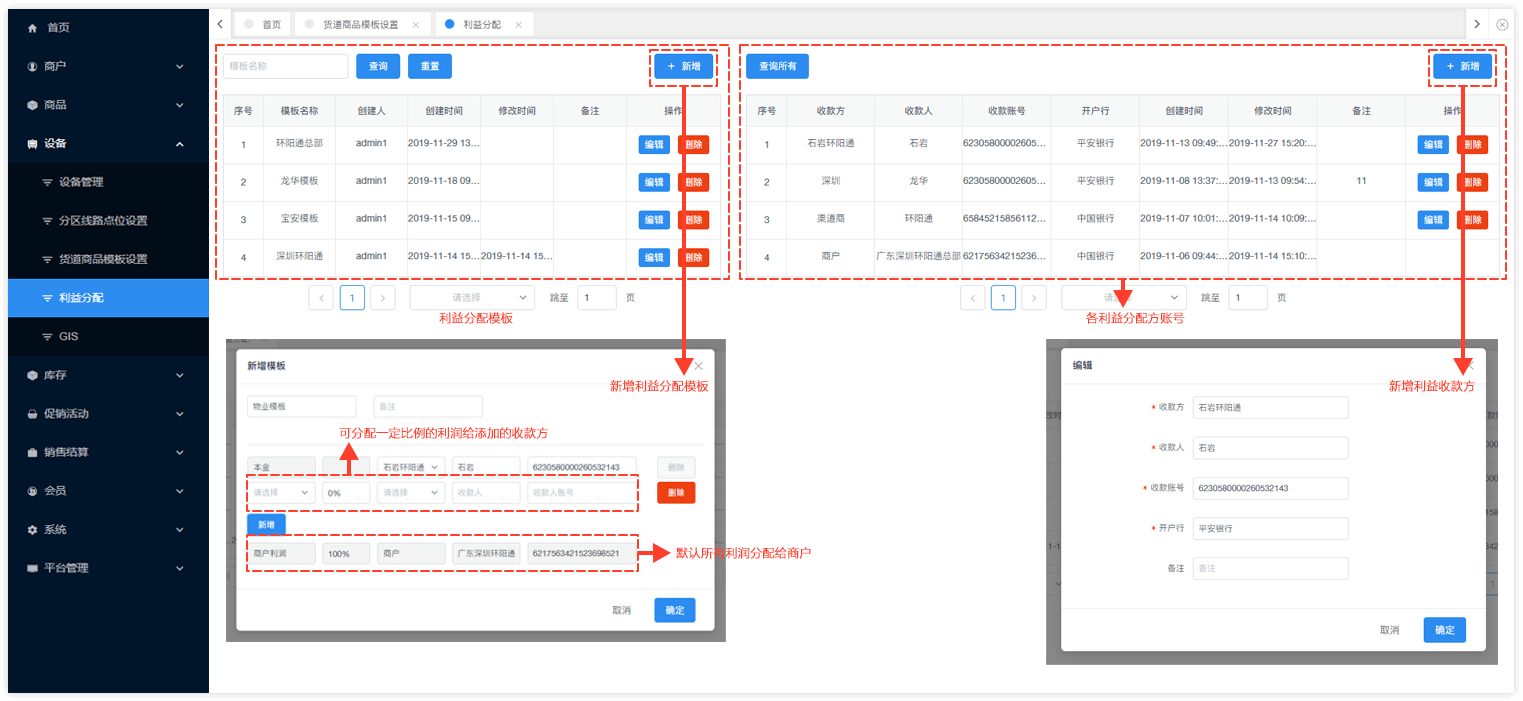 首页
商户
商品
设备
设备管理
分区线路点位设置
货道商品模板设置
利益分配
GIS
库存
促销活动
销售结算
会员
系统
平台管理
首页 货道商品模板设置 利益分配
模板名称 查询 重置 + 新增
序号 模板名称 创建人 创建时间 修改时间 备注 操作
1 环阳通总部 admin1 2019-11-29 13... 编辑 删除
2 龙华模板 admin1 2019-11-18 09... 编辑 删除
3 宝安模板 admin1 2019-11-15 09... 编辑 删除
4 深圳环阳通 admin1 2019-11-14 15... 2019-11-14 15... 编辑 删除
1 请选择 跳至 1 页
利益分配模板
查询所有 + 新增
序号 收款方 收款人 收款账号 开户行 创建时间 修改时间 备注 操作
1 石岩环阳通 石岩 62305800002605... 平安银行 2019-11-13 09:49:... 2019-11-27 15:20:... 编辑 删除
2 深圳 龙华 62305800002605... 平安银行 2019-11-08 13:37:... 2019-11-13 09:54:... 11 编辑 删除
3 渠道商 环阳通 65845215856112... 中国银行 2019-11-07 10:01:... 2019-11-14 10:09:... 编辑 删除
4 商户 广东深圳环阳通总部 62175634215236... 中国银行 2019-11-06 09:44:... 2019-11-14 15:10:... 编辑 删除
1 请选择 跳至 1 页
各利益分配方账号
新增模板
新增利益分配模板
物业模板 备注
可分配一定比例的利润给添加的收款方
本金 石岩环阳通 石岩 6230580000260532143 删除
请选择 0% 请选择 收款人 收款人账号 删除
新增
商户利润 100% 商户 广东深圳环阳通 6217563421523698521
默认所有利润分配给商户
取消 确定
编辑
新增利益收款方
* 收款方 石岩环阳通
* 收款人 石岩
* 收款账号 6230580000260532143
* 开户行 平安银行
备注 备注
取消 确定